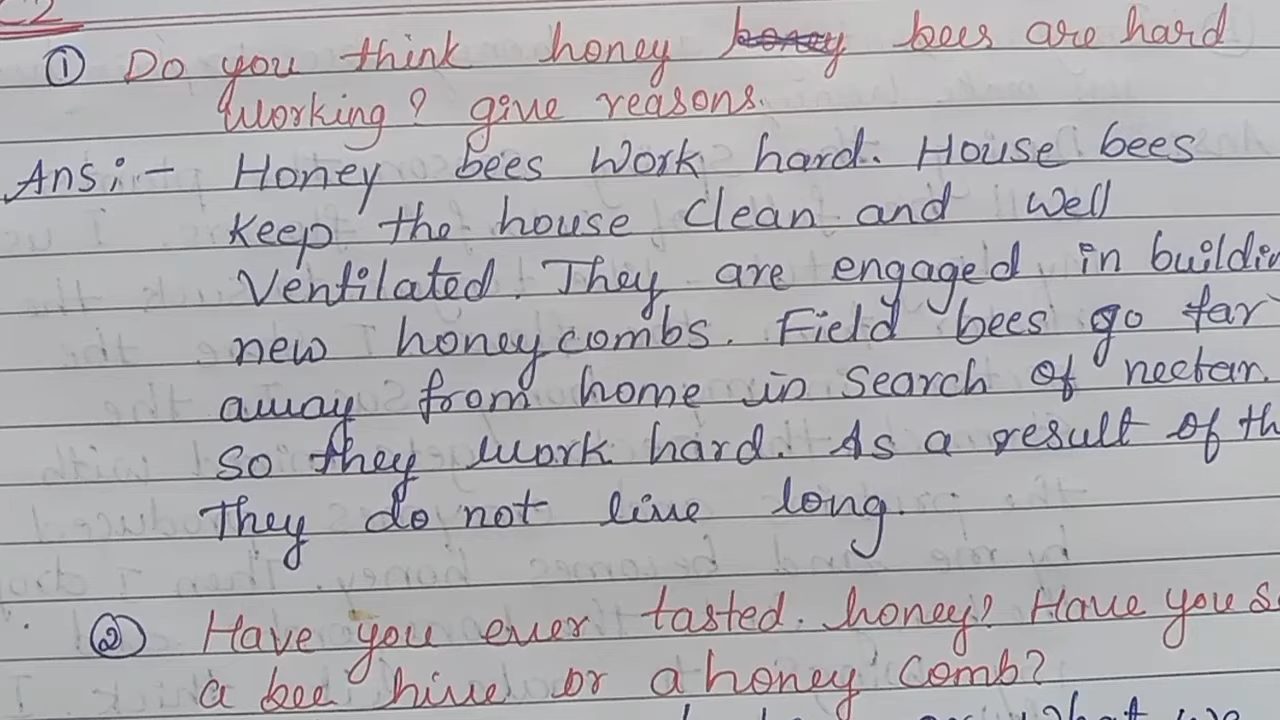 C2
① Do you think honey bees are hard
working? give reasons.
Ans:- Honey bees work hard. House bees
keep the house clean and well
ventilated. They are engaged in buildin
new honey combs. Field bees go far
away from home in search of nectar.
So they work hard. As a result of th
They do not live long.
② Have you ever tasted. honey? Have you s
a bee hive or a honey comb?